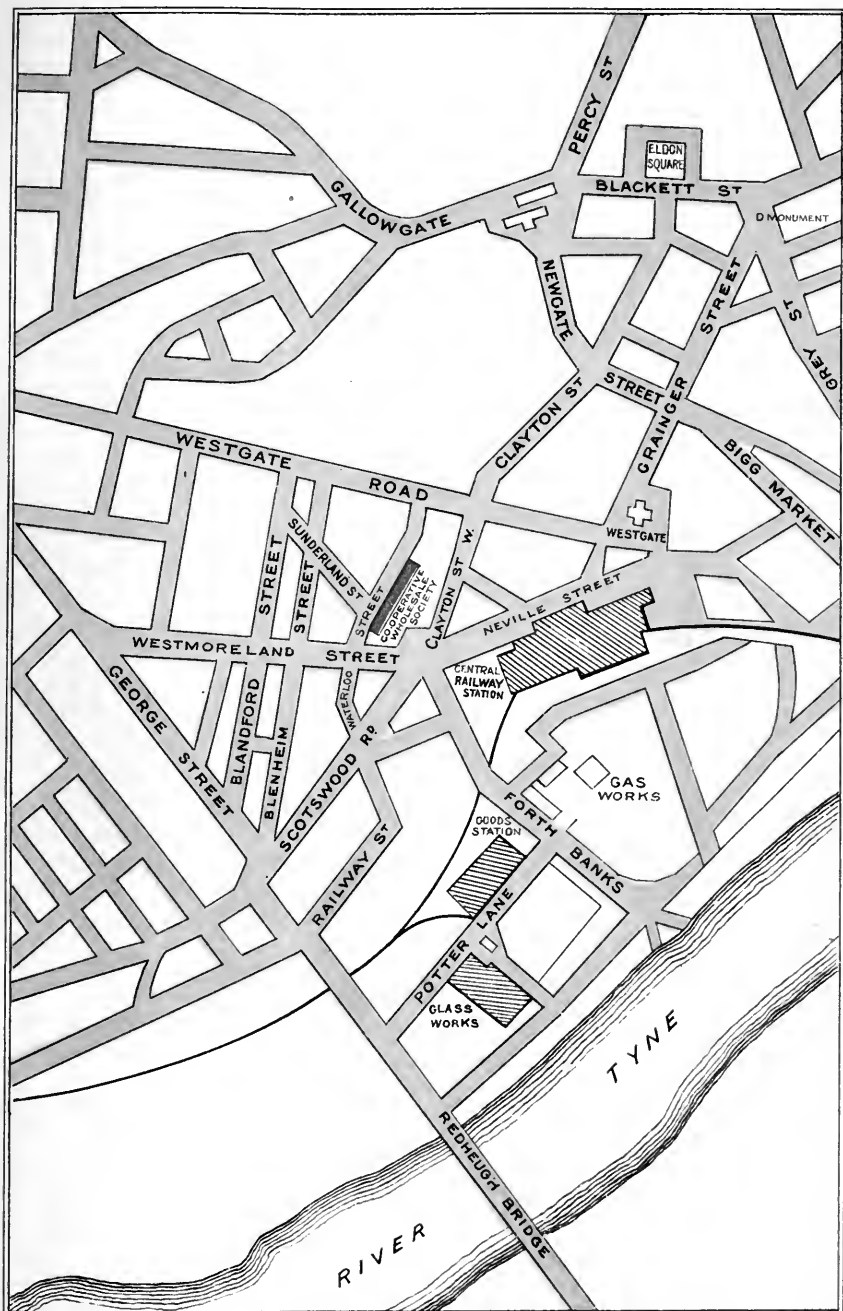 PERCY ST
ELDON
SQUARE
BLACKETT ST
MONUMENT
GALLOWGATE
NEWGATE
STREET
GREY ST
GRAINGER
STREET
CLAYTON ST
BIGG MARKET
WESTGATE
ROAD
WESTGATE
SUNDERLAND ST
STREET
STREET
STREET
CO-OPERATIVE
WHOLESALE
SOCIETY
CLAYTON ST W.
NEVILLE STREET
WESTMORELAND
STREET
CENTRAL
RAILWAY
STATION
GEORGE
STREET
BLANDFORD
BLENHEIM
WATERLOO
SCOTSWOOD RD.
RAILWAY ST
GAS
WORKS
FORTH
BANKS
GOODS
STATION
POTTER LANE
GLASS
WORKS
TYNE
RIVER
REDHEUGH BRIDGE